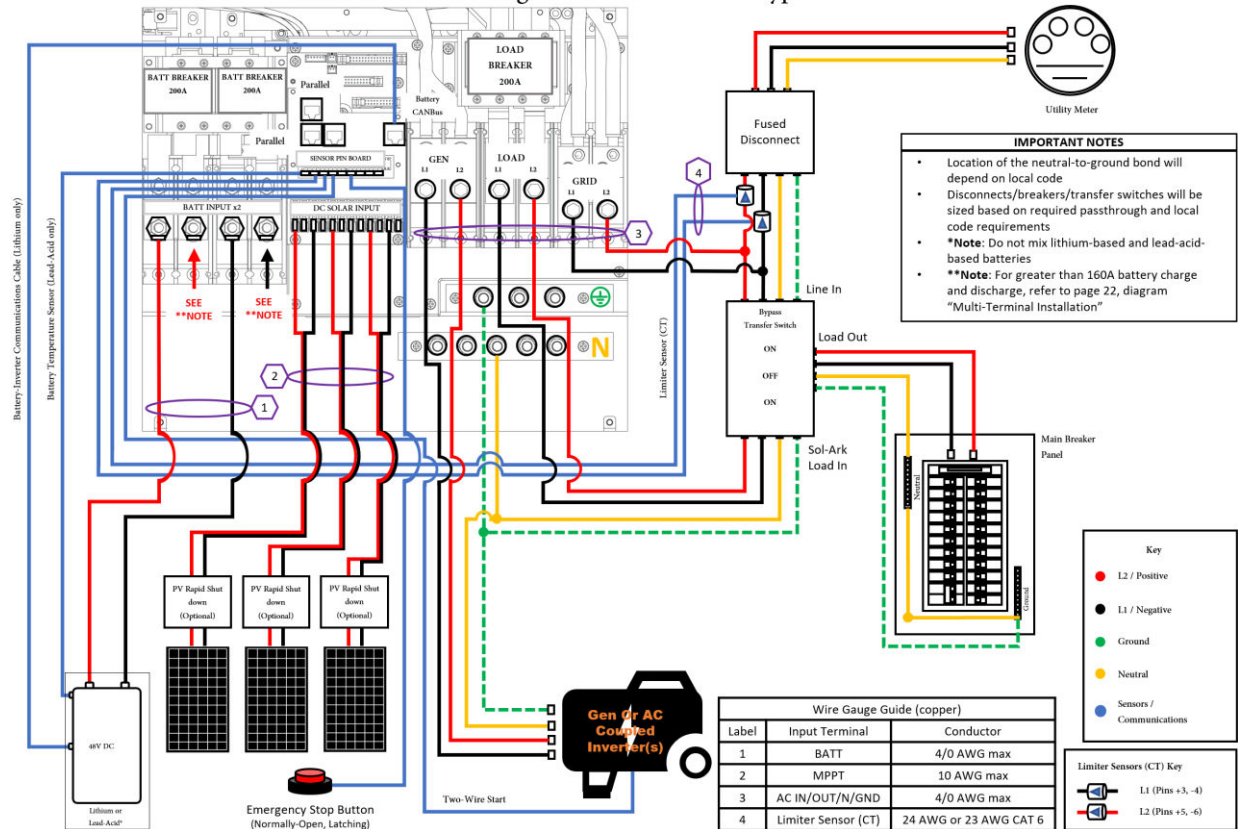 BATT BREAKER
200A
BATT BREAKER
200A
Parallel
Parallel
Battery
CANBus
LOAD
BREAKER
200A
SENSOR PIN BOARD
GEN
L1 L2
LOAD
L1 L2
GRID
L1 L2
BATT INPUT x2
DC SOLAR INPUT
SEE
**NOTE
SEE
**NOTE
N
1
2
3
4
Battery-Inverter Communications Cable (Lithium only)
Battery Temperature Sensor (Lead-Acid only)
Limiter Sensor (CT)
Fused
Disconnect
Utility Meter
IMPORTANT NOTES
• Location of the neutral-to-ground bond will
depend on local code
• Disconnects/breakers/transfer switches will be
sized based on required passthrough and local
code requirements
• *Note: Do not mix lithium-based and lead-acid-
based batteries
• **Note: For greater than 160A battery charge
and discharge, refer to page 22, diagram
“Multi-Terminal Installation”
Line In
Bypass
Transfer Switch
ON
OFF
ON
Load Out
Sol-Ark
Load In
Main Breaker
Panel
Neutral
Ground
Key
L2 / Positive
L1 / Negative
Ground
Neutral
Sensors /
Communications
PV Rapid Shut
down
(Optional)
PV Rapid Shut
down
(Optional)
PV Rapid Shut
down
(Optional)
48V DC
Lithium or
Lead-Acid*
Emergency Stop Button
(Normally-Open, Latching)
Two-Wire Start
Gen Or AC
Coupled
Inverter(s)
Wire Gauge Guide (copper)
Label Input Terminal Conductor
1 BATT 4/0 AWG max
2 MPPT 10 AWG max
3 AC IN/OUT/N/GND 4/0 AWG max
4 Limiter Sensor (CT) 24 AWG or 23 AWG CAT 6
Limiter Sensors (CT) Key
L1 (Pins +3, -4)
L2 (Pins +5, -6)